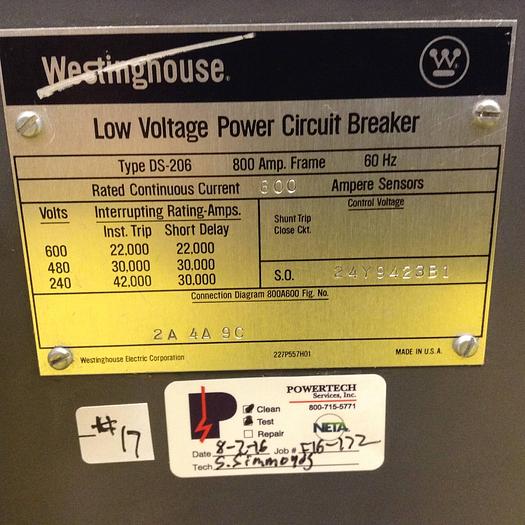 Westinghouse®
W
Low Voltage Power Circuit Breaker
Type DS-206 800 Amp. Frame 60 Hz
Rated Continuous Current 600 Ampere Sensors
Volts Interrupting Rating-Amps. Control Voltage
Inst. Trip Short Delay
Shunt Trip
Close Ckt.
600 22,000 22,000
480 30,000 30,000
240 42,000 30,000
S.O. 24Y9423B1
Connection Diagram 800A600 Fig. No.
2A 4A 9C
Westinghouse Electric Corporation 227P557H01 MADE IN U.S.A.
#17
P
POWERTECH
Services, Inc.
800-715-5771
Clean
Test
Repair
NETA
Date 8-2-16 Job # F16-172
Tech S. Simmonds